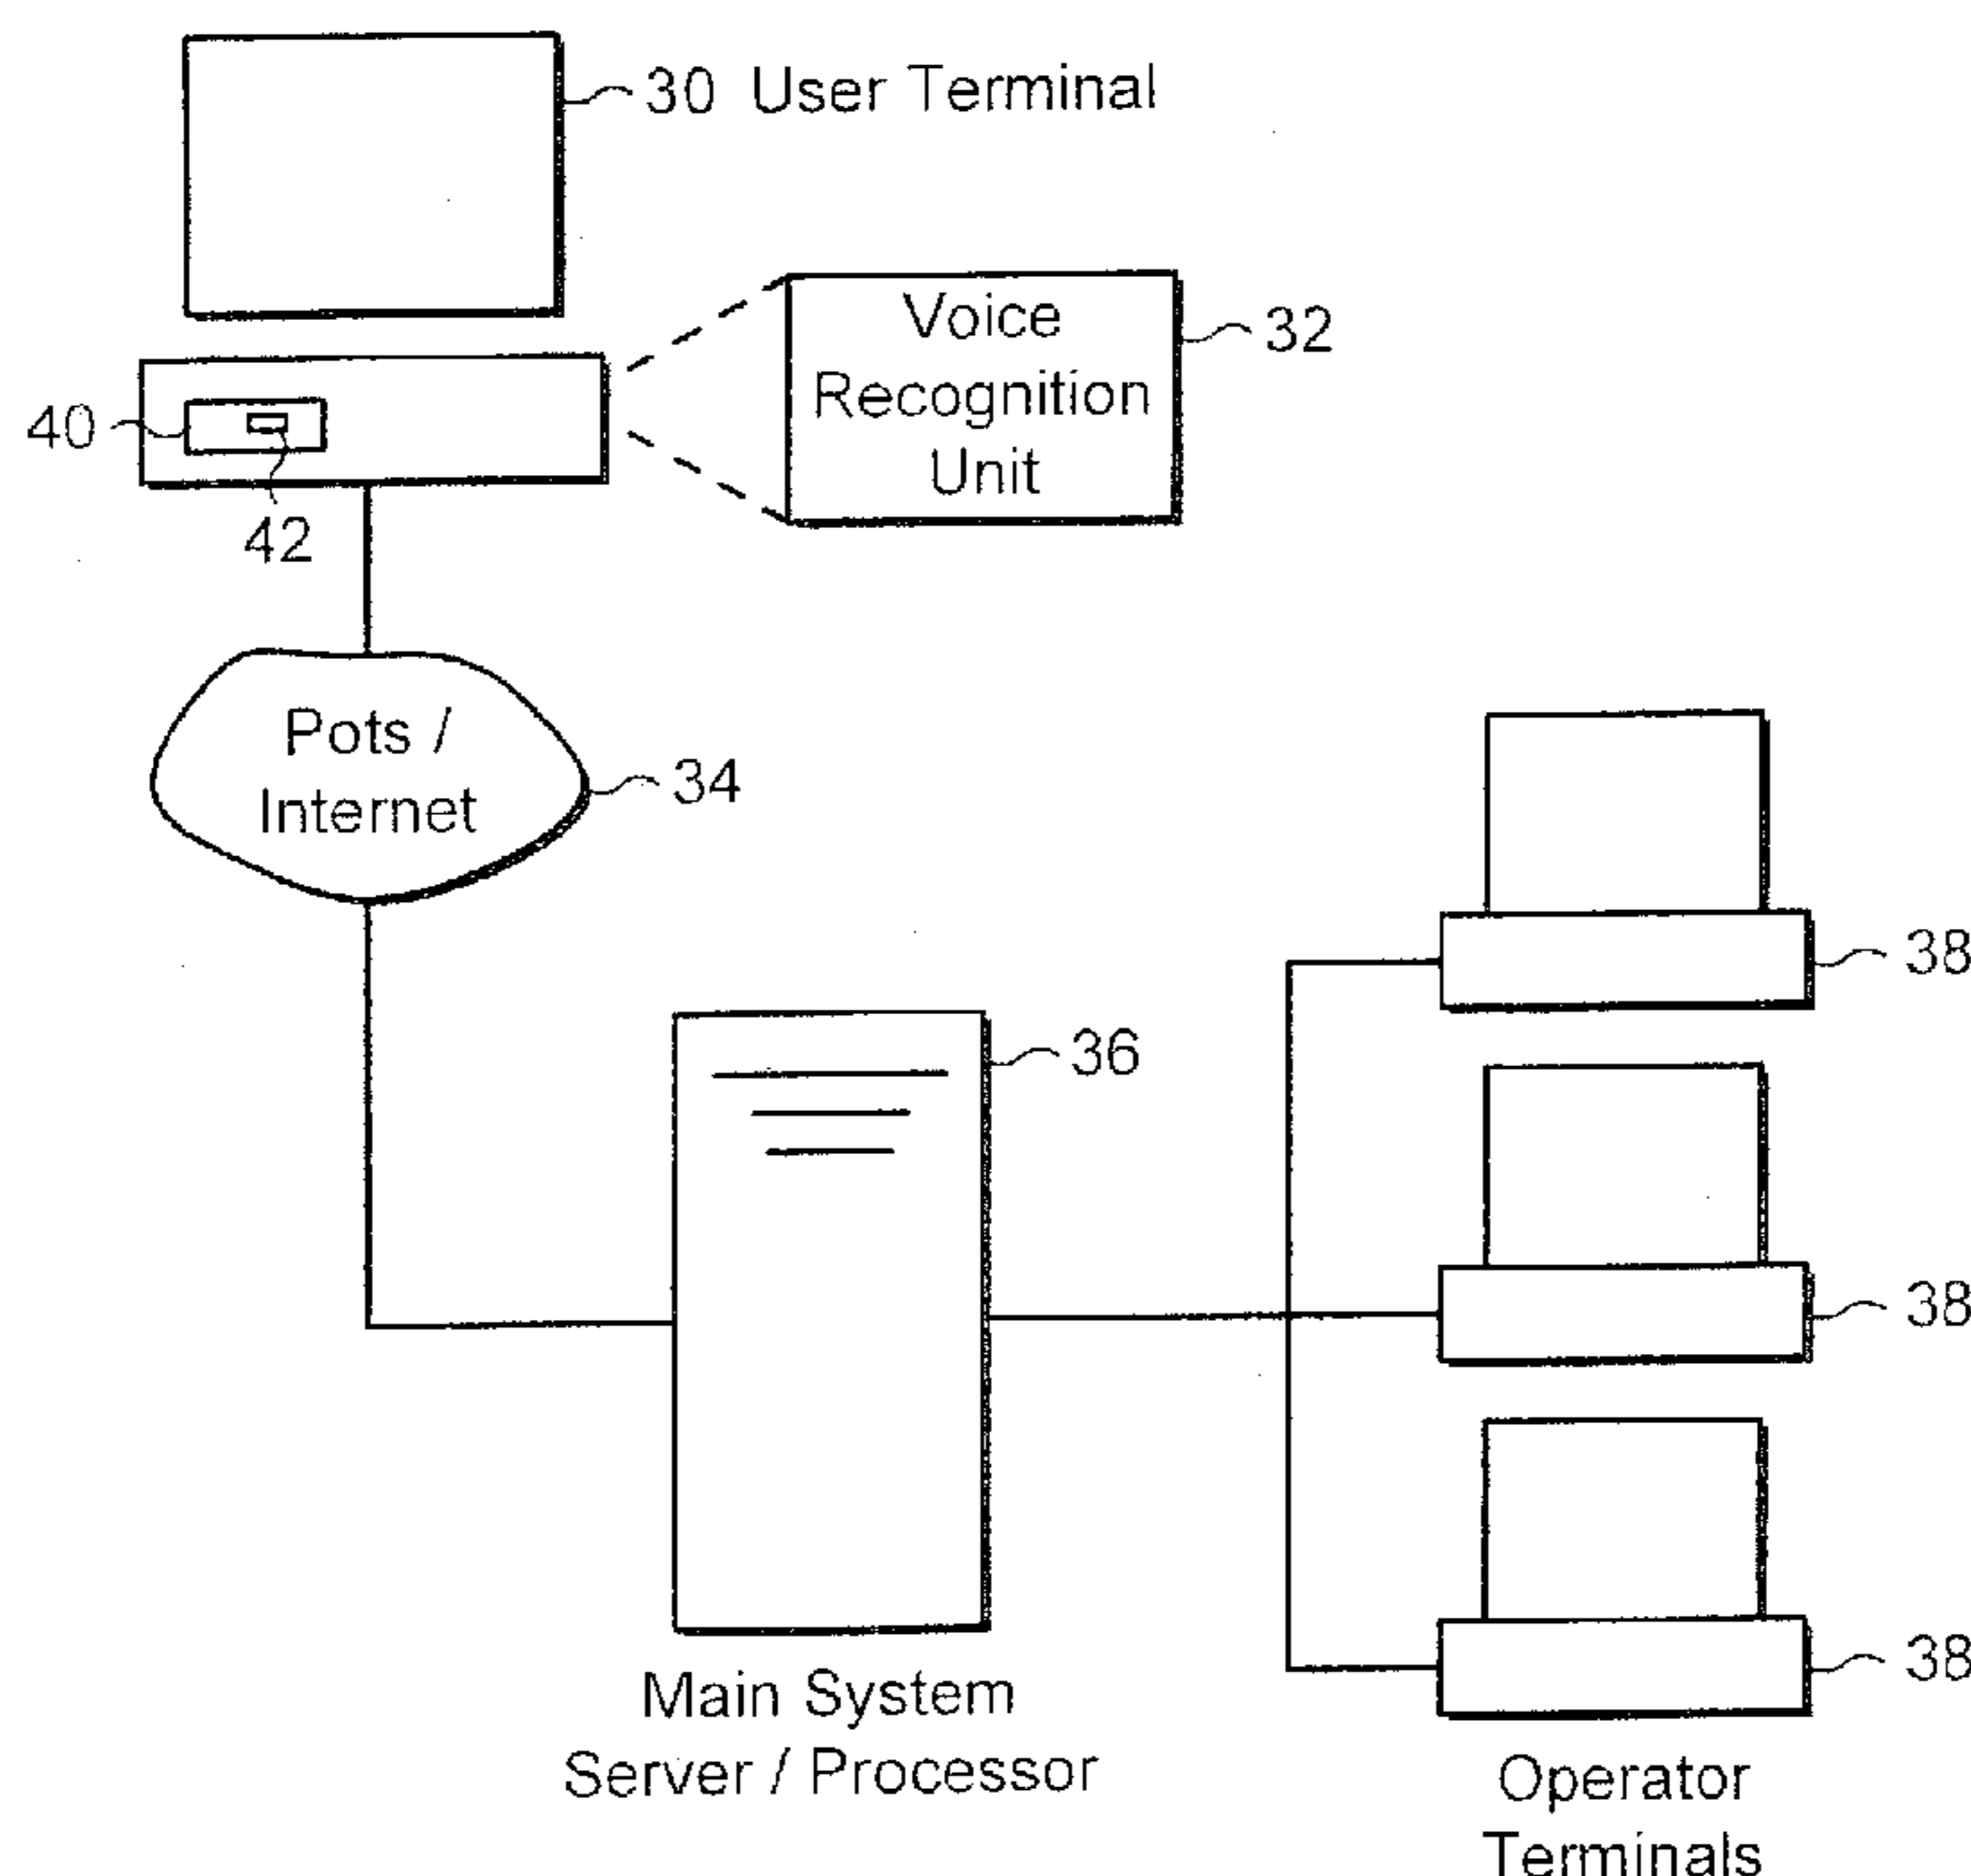 30 User Terminal
Voice
Recognition
Unit
32
40
42
Pots /
Internet
34
36
Main System
Server / Processor
38
38
38
Operator
Terminals